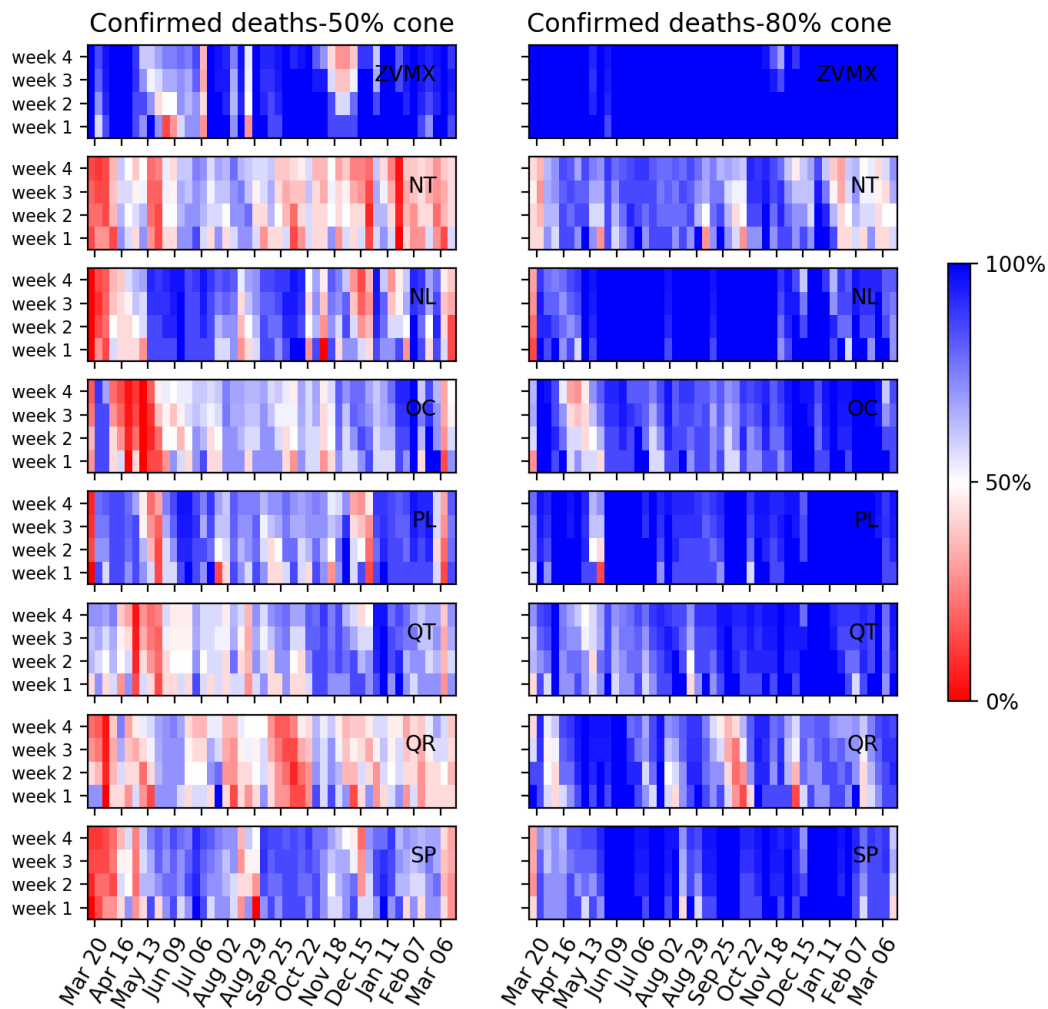 Confirmed deaths-50% cone
Confirmed deaths-80% cone
week 4
week 3
week 2
week 1
ZVMX
ZVMX
week 4
week 3
week 2
week 1
NT
NT
week 4
week 3
week 2
week 1
NL
NL
week 4
week 3
week 2
week 1
OC
OC
week 4
week 3
week 2
week 1
PL
PL
week 4
week 3
week 2
week 1
QT
QT
week 4
week 3
week 2
week 1
QR
QR
week 4
week 3
week 2
week 1
SP
SP
100%
50%
0%
Mar 20
Apr 16
May 13
Jun 09
Jul 06
Aug 02
Aug 29
Sep 25
Oct 22
Nov 18
Dec 15
Jan 11
Feb 07
Mar 06
Mar 20
Apr 16
May 13
Jun 09
Jul 06
Aug 02
Aug 29
Sep 25
Oct 22
Nov 18
Dec 15
Jan 11
Feb 07
Mar 06